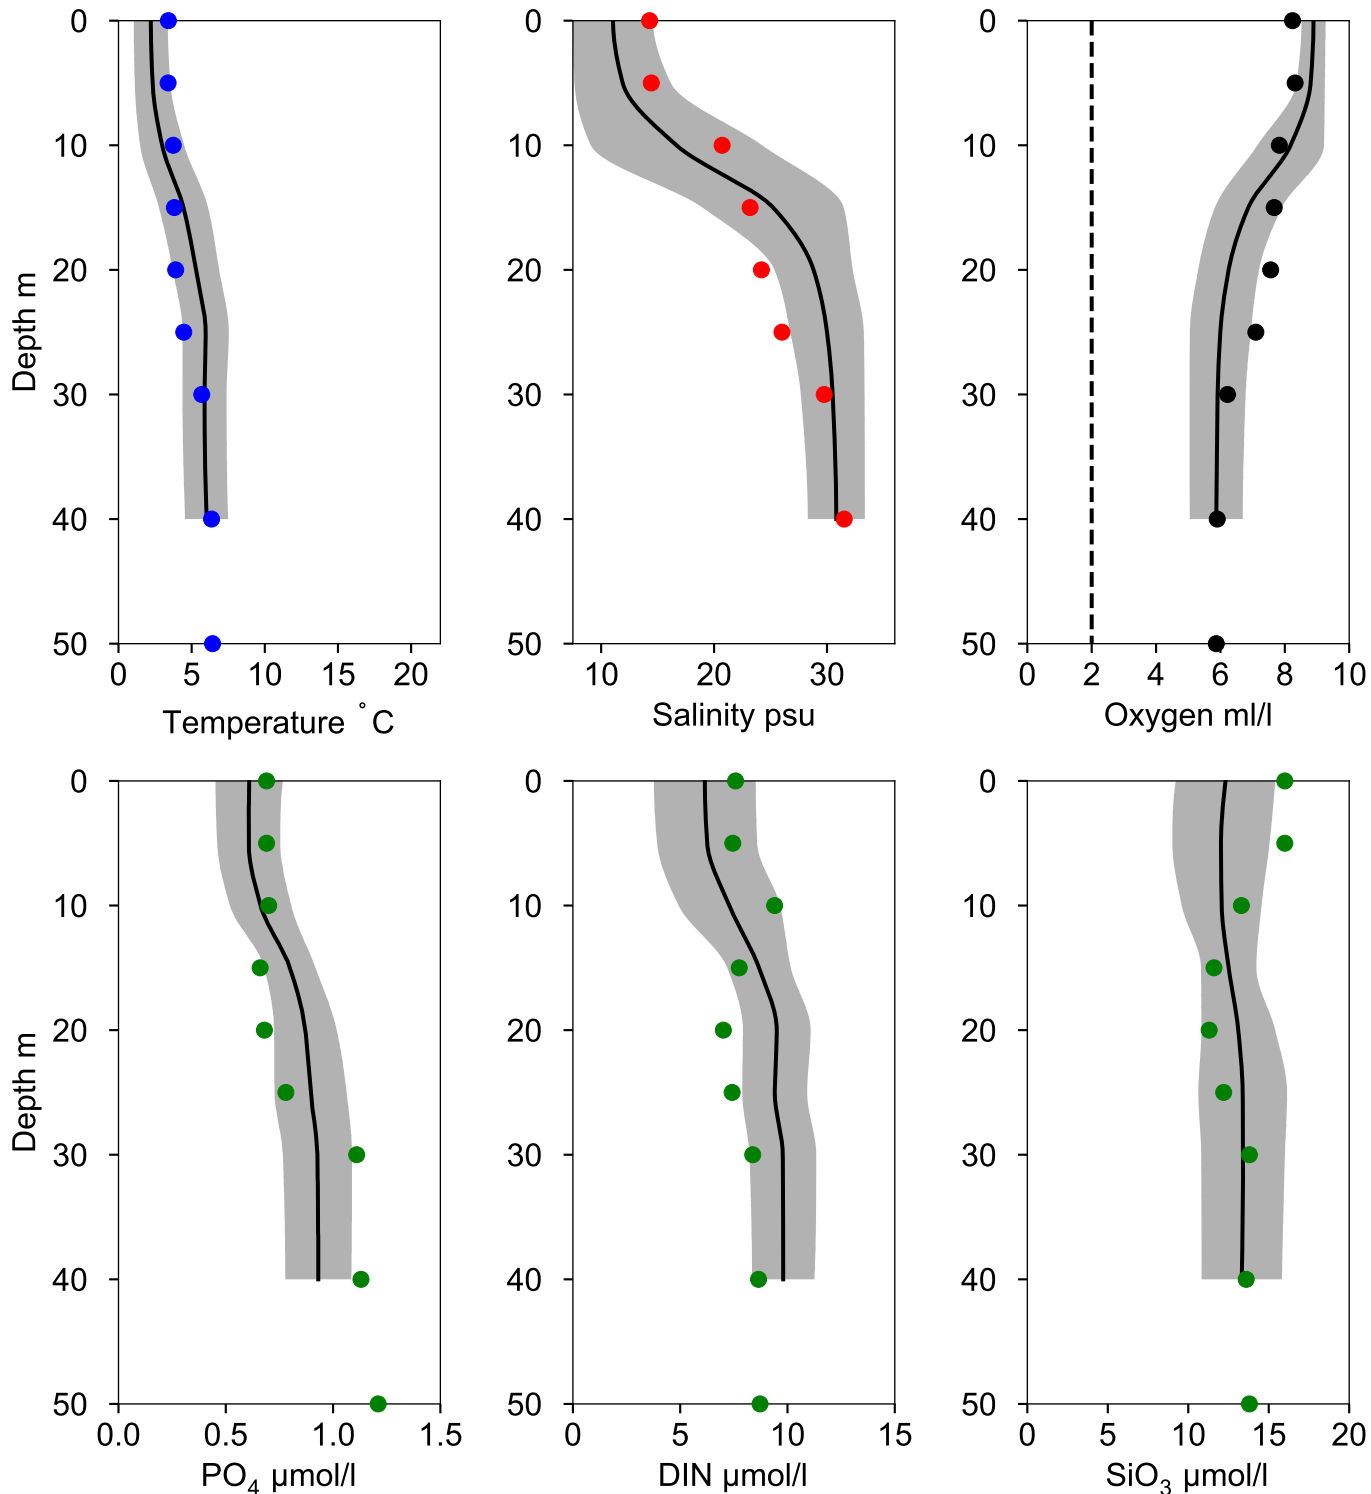 0
10
20
30
40
50
Depth m
0 5 10 15 20
Temperature °C
0
10
20
30
40
50
10 20 30
Salinity psu
0
10
20
30
40
50
0 2 4 6 8 10
Oxygen ml/l
0
10
20
30
40
50
Depth m
0.0 0.5 1.0 1.5
PO₄ µmol/l
0
10
20
30
40
50
0 5 10 15
DIN µmol/l
0
10
20
30
40
50
0 5 10 15 20
SiO₃ µmol/l